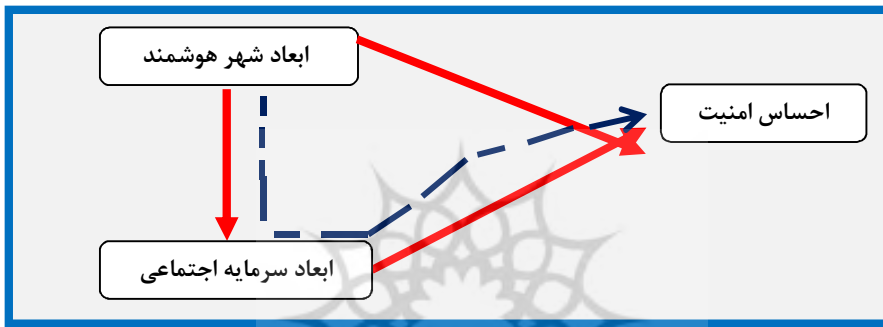 ابعاد شهر هوشمند
احساس امنیت
ابعاد سرمایه اجتماعی